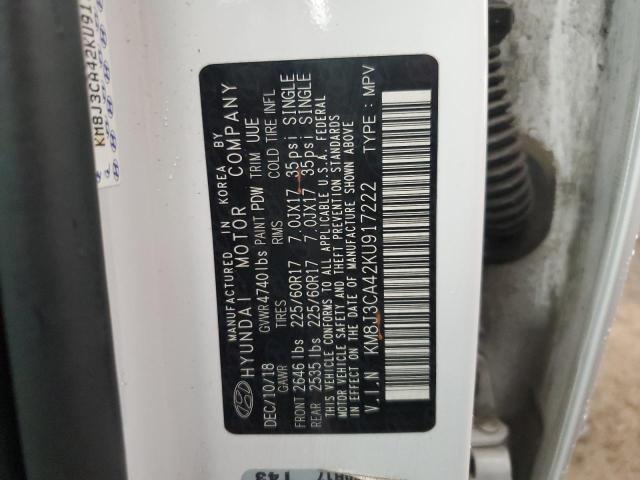 KM8J3CA42KU91
MANUFACTURED IN KOREA BY
HYUNDAI MOTOR COMPANY
DEC/10/18 GVWR 4740lbs PAINT PDW TRIM UUE
GAWR TIRES RIMS COLD TIRE INFL
FRONT 2646 lbs 225/60R17 7.0JX17 35psi SINGLE
REAR 2535 lbs 225/60R17 7.0JX17 35psi SINGLE
THIS VEHICLE CONFORMS TO ALL APPLICABLE U.S.A. FEDERAL
MOTOR VEHICLE SAFETY AND THEFT PREVENTION STANDARDS
IN EFFECT ON THE DATE OF MANUFACTURE SHOWN ABOVE
V.I.N KM8J3CA42KU917222 TYPE : MPV
143